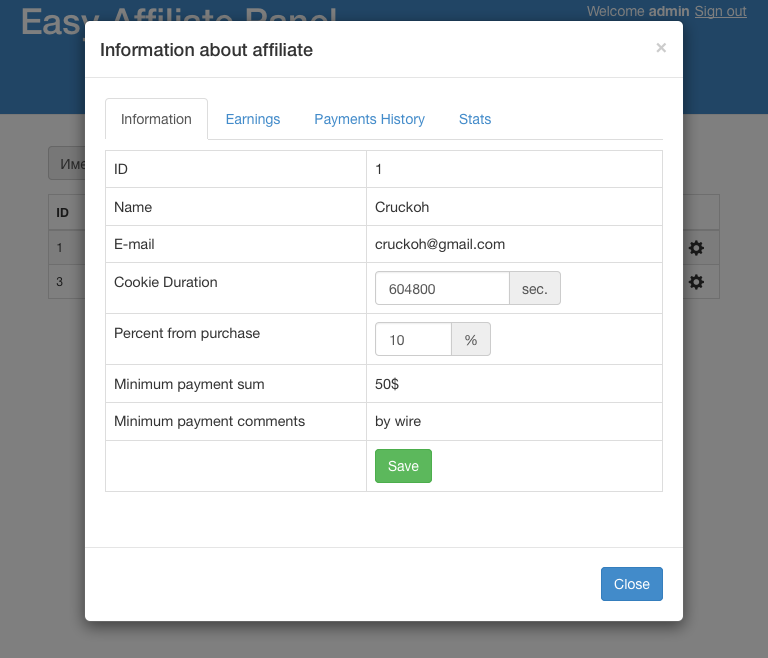 Easy Affiliate Panel
Welcome admin Sign out
Information about affiliate
×
Information Earnings Payments History Stats
Име
ID
1
3
ID 1
Name Cruckoh
E-mail cruckoh@gmail.com
Cookie Duration 604800 sec.
Percent from purchase 10 %
Minimum payment sum 50$
Minimum payment comments by wire
Save
Close